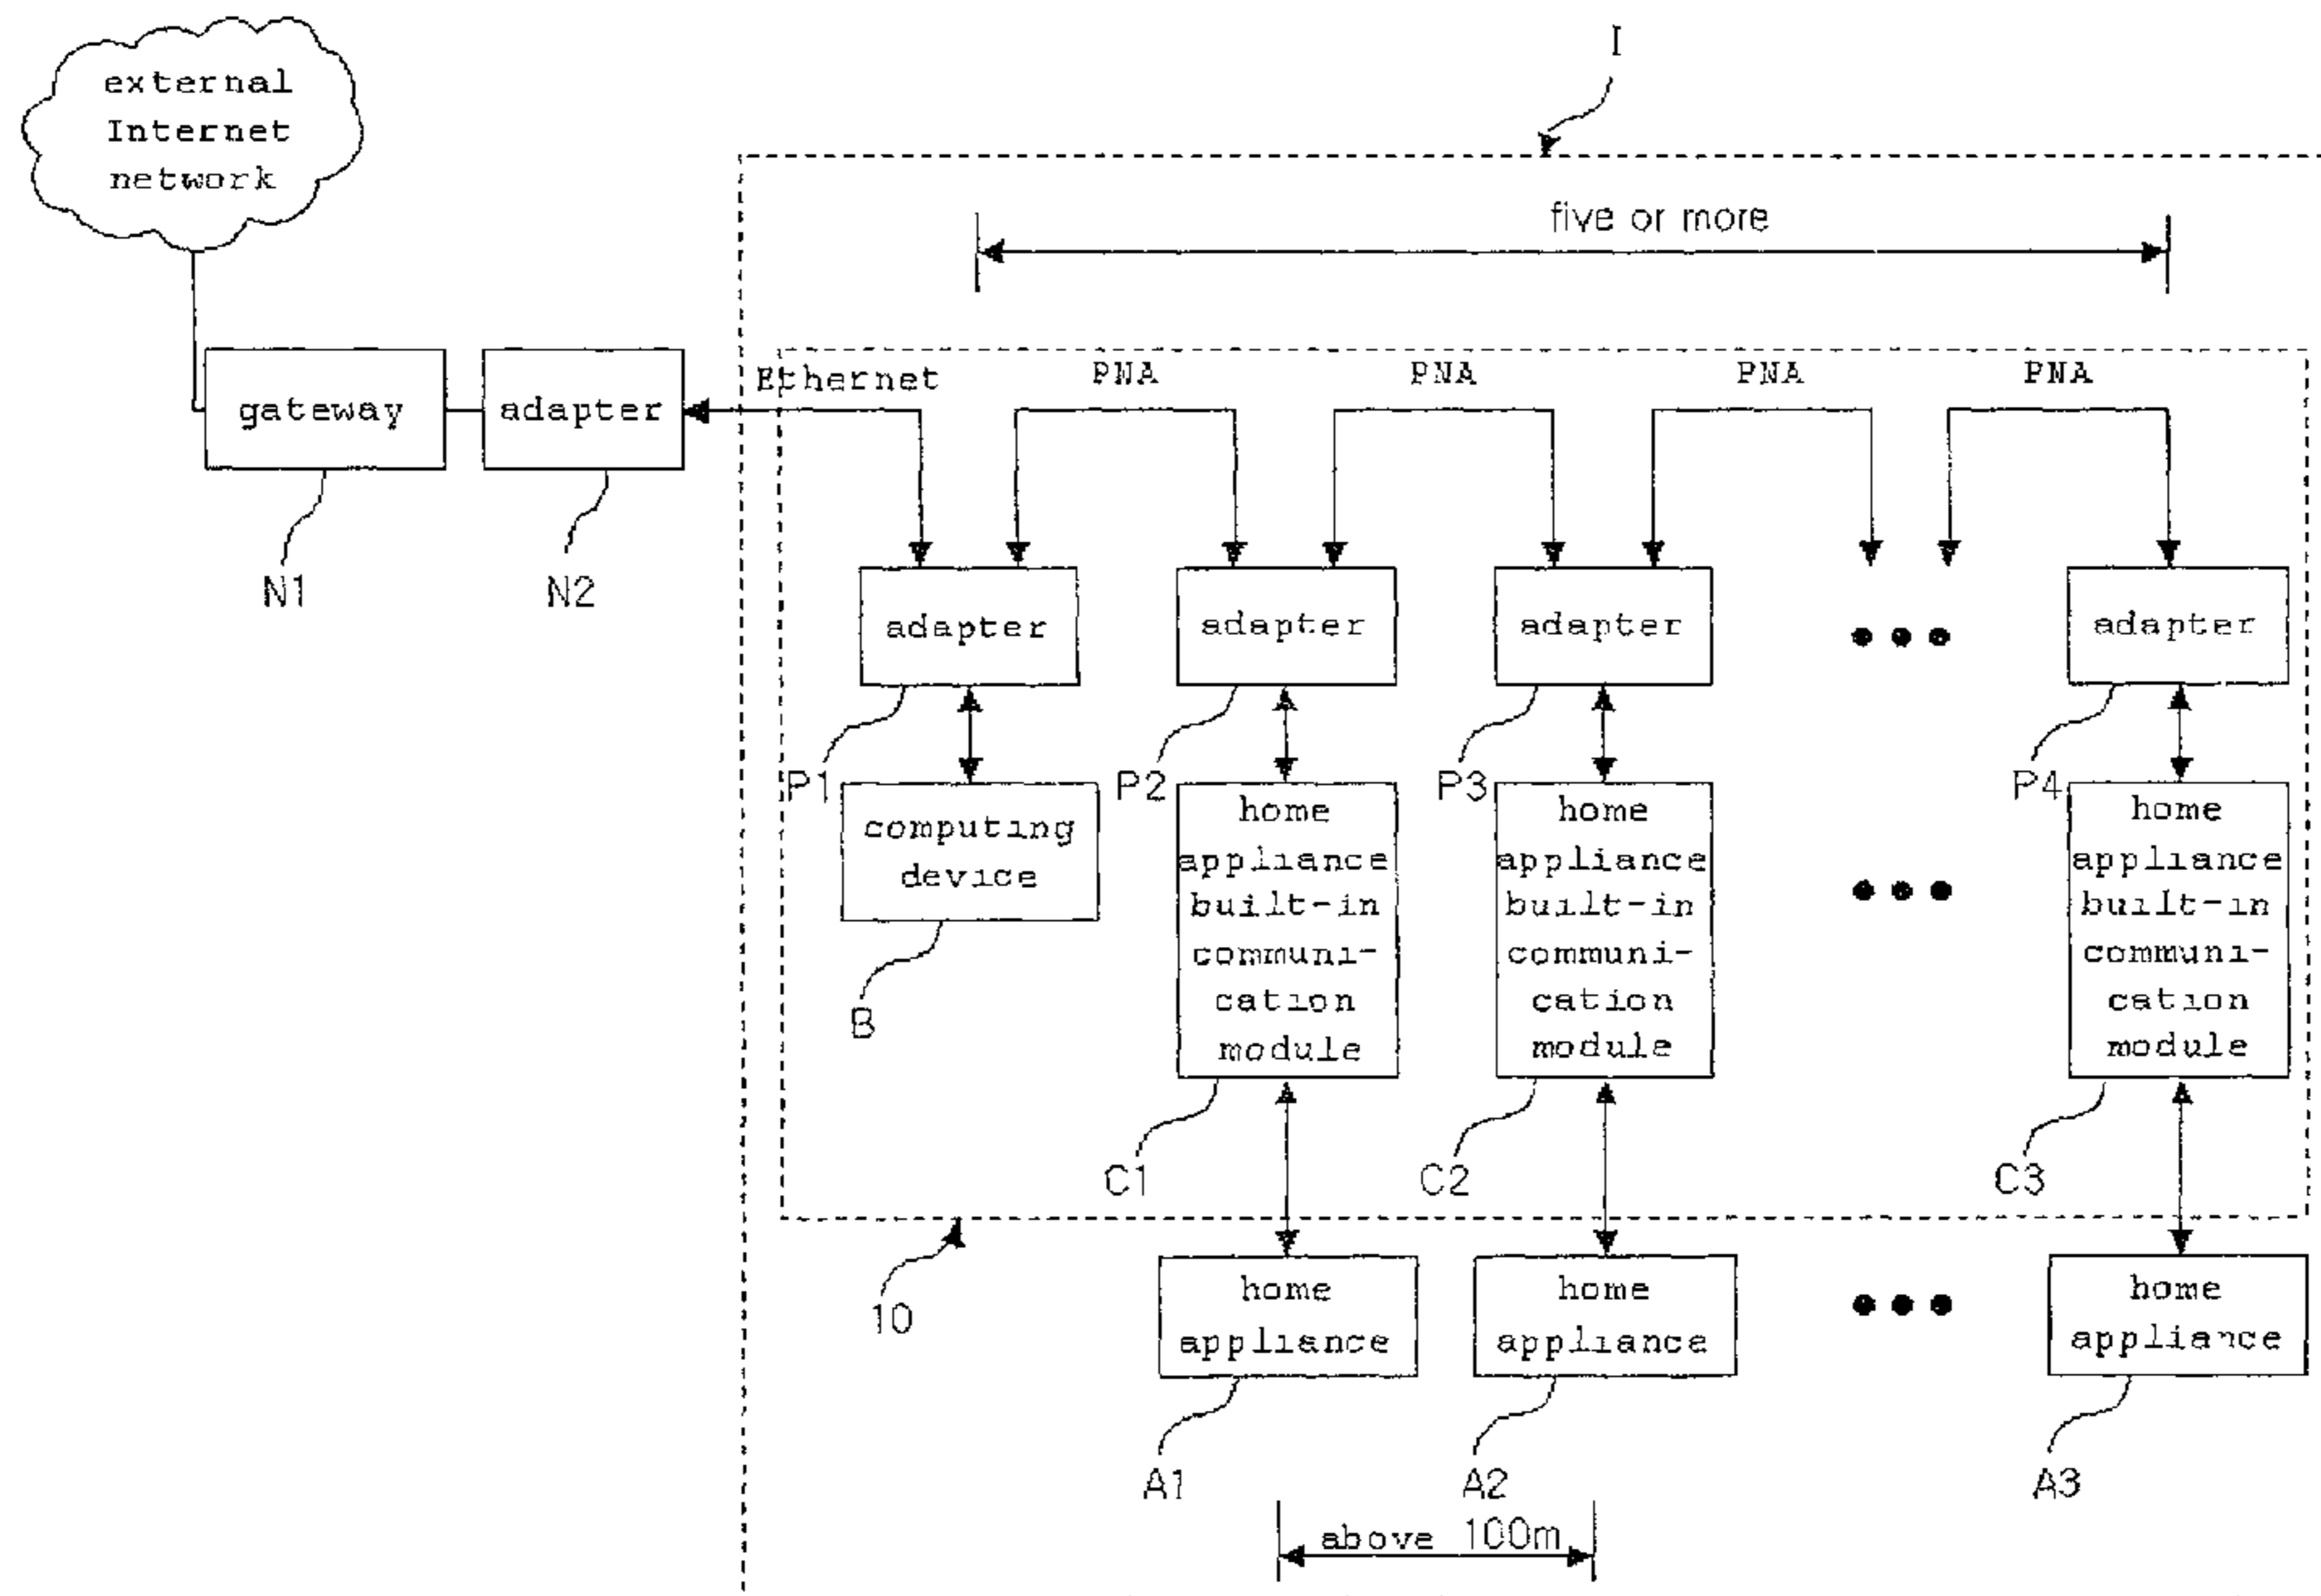 I
external
Internet
network
five or more
Ethernet
PNA
PNA
PNA
PNA
gateway
adapter
N1
N2
adapter
adapter
adapter
adapter
P1
P2
P3
P4
computing
device
home
appliance
built-in
communi-
cation
module
home
appliance
built-in
communi-
cation
module
home
appliance
built-in
communi-
cation
module
B
C1
C2
C3
10
home
appliance
home
appliance
home
appliance
A1
A2
A3
above 100m